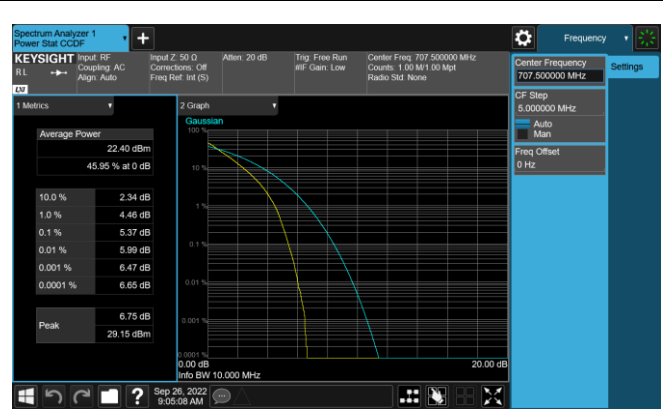 Spectrum Analyzer 1
Power Stat CCDF
Frequency
KEYSIGHT
RL
LXI
Input: RF
Coupling: AC
Align: Auto
Input Z: 50 Ω
Corrections: Off
Freq Ref: Int (S)
Atten: 20 dB
Trig: Free Run
#IF Gain: Low
Center Freq: 707.500000 MHz
Counts: 1.00 M/1.00 Mpt
Radio Std: None
Center Frequency
707.500000 MHz
Settings
CF Step
5.000000 MHz
Auto
Man
Freq Offset
0 Hz
1 Metrics
Average Power
22.40 dBm
45.95 % at 0 dB
10.0 % 2.34 dB
1.0 % 4.46 dB
0.1 % 5.37 dB
0.01 % 5.99 dB
0.001 % 6.47 dB
0.0001 % 6.65 dB
Peak
6.75 dB
29.15 dBm
2 Graph
Gaussian
100 %
10 %
1 %
0.1 %
0.01 %
0.001 %
0.0001 %
0.00 dB 20.00 dB
Info BW 10.000 MHz
?
Sep 26, 2022
9:05:08 AM